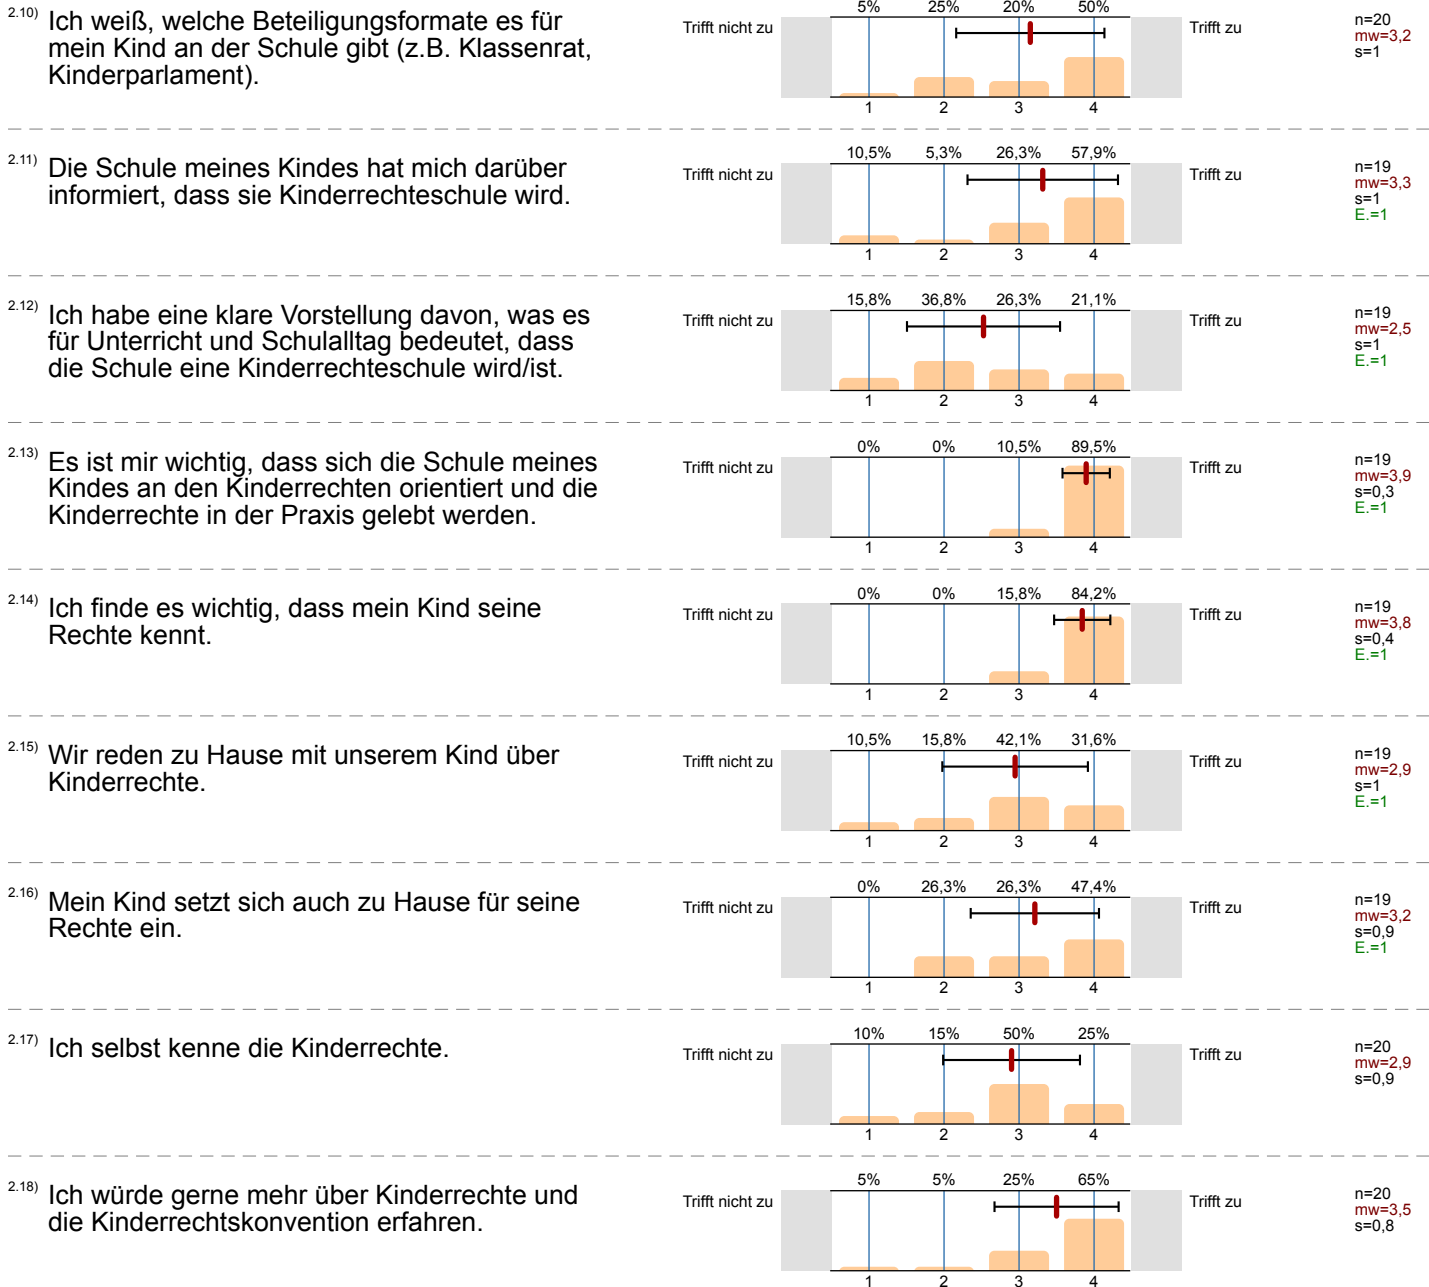 2.10) Ich weiß, welche Beteiligungsformate es für
mein Kind an der Schule gibt (z.B. Klassenrat,
Kinderparlament).
Trifft nicht zu
5% 25% 20% 50%
1 2 3 4
Trifft zu
n=20
mw=3,2
s=1
2.11) Die Schule meines Kindes hat mich darüber
informiert, dass sie Kinderrechteschule wird.
Trifft nicht zu
10,5% 5,3% 26,3% 57,9%
1 2 3 4
Trifft zu
n=19
mw=3,3
s=1
E.=1
2.12) Ich habe eine klare Vorstellung davon, was es
für Unterricht und Schulalltag bedeutet, dass
die Schule eine Kinderrechteschule wird/ist.
Trifft nicht zu
15,8% 36,8% 26,3% 21,1%
1 2 3 4
Trifft zu
n=19
mw=2,5
s=1
E.=1
2.13) Es ist mir wichtig, dass sich die Schule meines
Kindes an den Kinderrechten orientiert und die
Kinderrechte in der Praxis gelebt werden.
Trifft nicht zu
0% 0% 10,5% 89,5%
1 2 3 4
Trifft zu
n=19
mw=3,9
s=0,3
E.=1
2.14) Ich finde es wichtig, dass mein Kind seine
Rechte kennt.
Trifft nicht zu
0% 0% 15,8% 84,2%
1 2 3 4
Trifft zu
n=19
mw=3,8
s=0,4
E.=1
2.15) Wir reden zu Hause mit unserem Kind über
Kinderrechte.
Trifft nicht zu
10,5% 15,8% 42,1% 31,6%
1 2 3 4
Trifft zu
n=19
mw=2,9
s=1
E.=1
2.16) Mein Kind setzt sich auch zu Hause für seine
Rechte ein.
Trifft nicht zu
0% 26,3% 26,3% 47,4%
1 2 3 4
Trifft zu
n=19
mw=3,2
s=0,9
E.=1
2.17) Ich selbst kenne die Kinderrechte.
Trifft nicht zu
10% 15% 50% 25%
1 2 3 4
Trifft zu
n=20
mw=2,9
s=0,9
2.18) Ich würde gerne mehr über Kinderrechte und
die Kinderrechtskonvention erfahren.
Trifft nicht zu
5% 5% 25% 65%
1 2 3 4
Trifft zu
n=20
mw=3,5
s=0,8